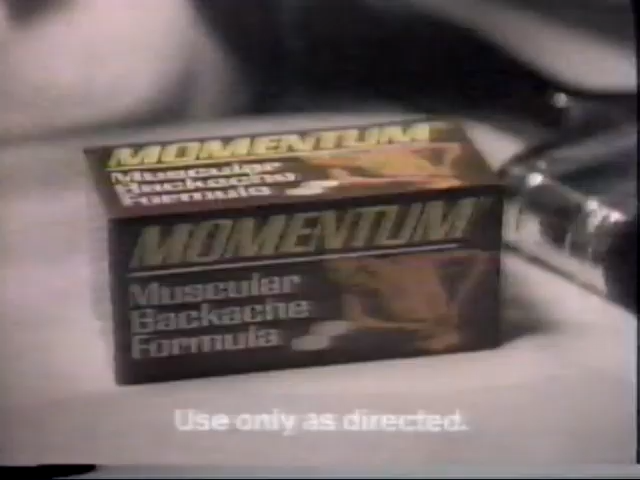 MOMENTUM
Muscular
Backache
Formula
MOMENTUM
Muscular
Backache
Formula
Use only as directed.